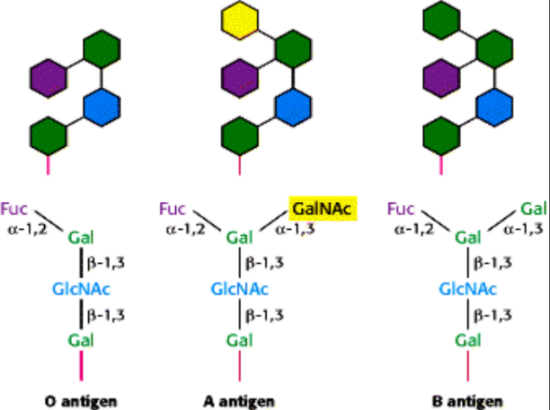 Fuc
α-1,2
Gal
β-1,3
GlcNAc
β-1,3
Gal
O antigen
Fuc
GalNAc
α-1,2
α-1,3
Gal
β-1,3
GlcNAc
β-1,3
Gal
A antigen
Fuc
Gal
α-1,2
α-1,3
Gal
β-1,3
GlcNAc
β-1,3
Gal
B antigen